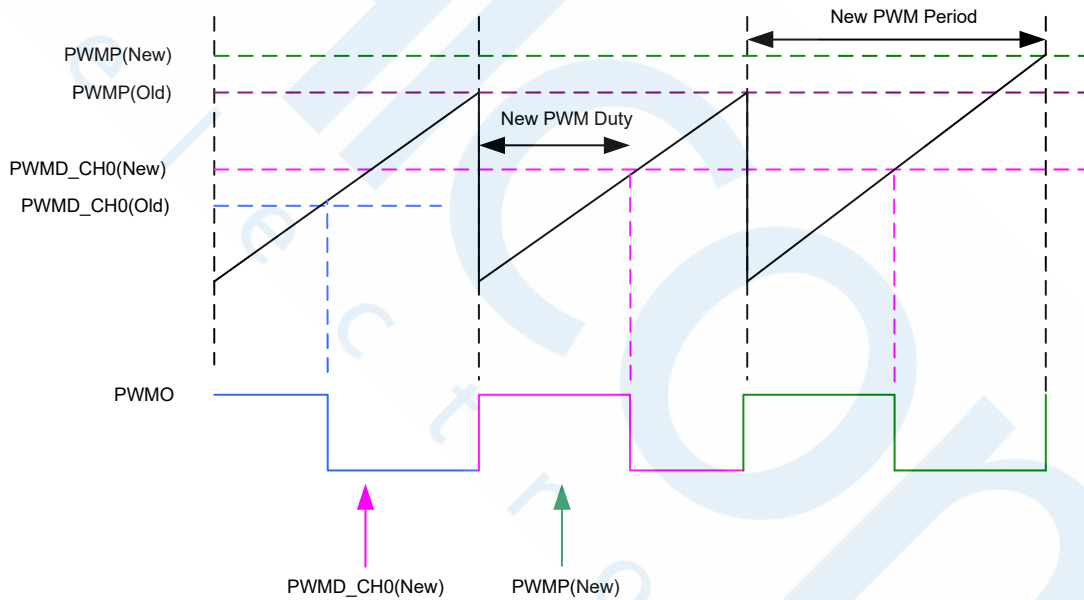 New PWM Period
PWMP(New)
PWMP(Old)
New PWM Duty
PWMD_CH0(New)
PWMD_CH0(Old)
PWMO
PWMD_CH0(New)
PWMP(New)